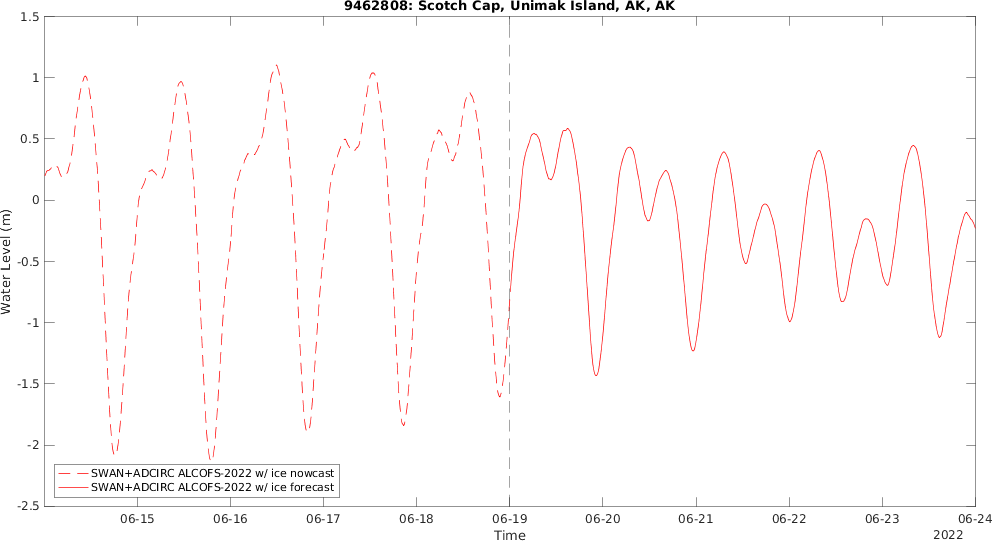 9462808: Scotch Cap, Unimak Island, AK, AK
1.5
1
0.5
0
-0.5
-1
-1.5
-2
-2.5
Water Level (m)
SWAN+ADCIRC ALCOFS-2022 w/ ice nowcast
SWAN+ADCIRC ALCOFS-2022 w/ ice forecast
06-15 06-16 06-17 06-18 06-19 06-20 06-21 06-22 06-23 06-24
Time
2022